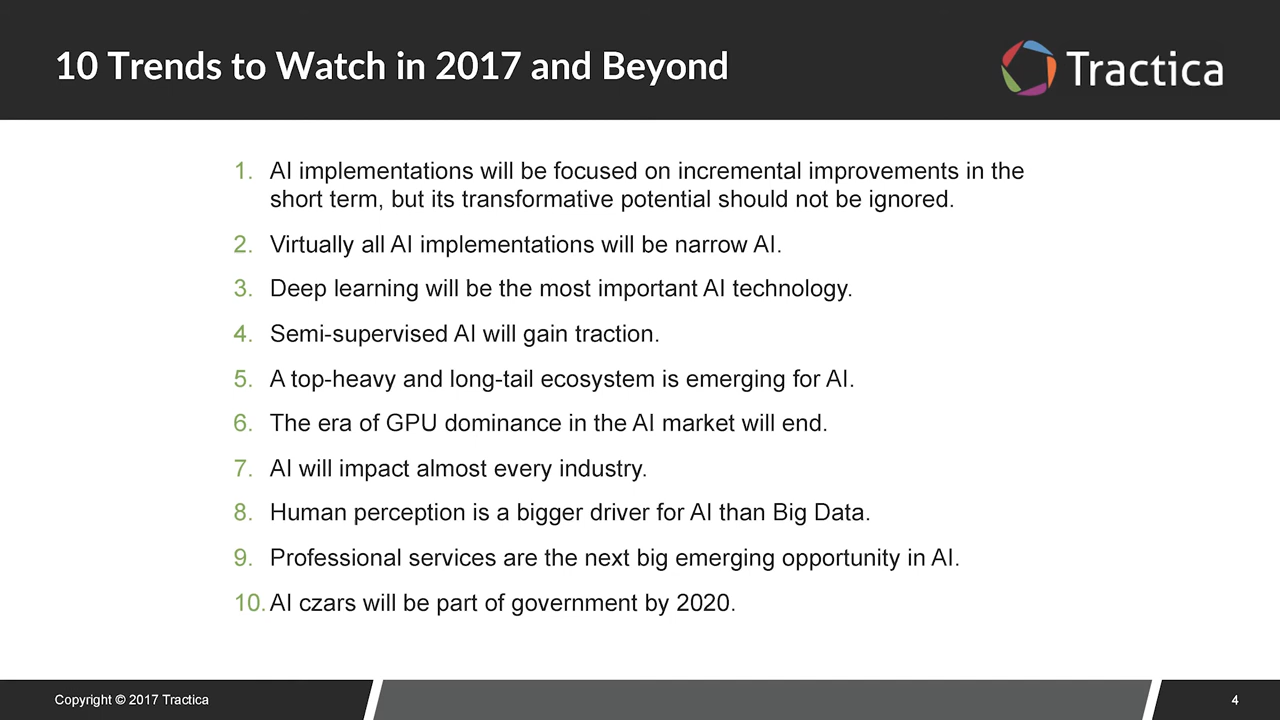 10 Trends to Watch in 2017 and Beyond
Tractica
1. AI implementations will be focused on incremental improvements in the
short term, but its transformative potential should not be ignored.
2. Virtually all AI implementations will be narrow AI.
3. Deep learning will be the most important AI technology.
4. Semi-supervised AI will gain traction.
5. A top-heavy and long-tail ecosystem is emerging for AI.
6. The era of GPU dominance in the AI market will end.
7. AI will impact almost every industry.
8. Human perception is a bigger driver for AI than Big Data.
9. Professional services are the next big emerging opportunity in AI.
10. AI czars will be part of government by 2020.
Copyright © 2017 Tractica
4